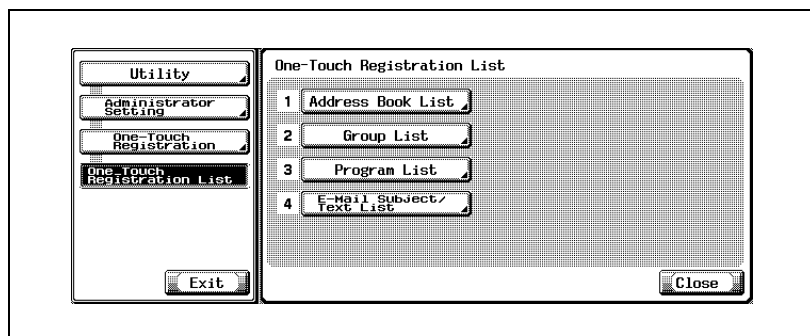 Utility
Administrator
Setting
One-Touch
Registration
One-Touch
Registration List
Exit
One-Touch Registration List
1 Address Book List
2 Group List
3 Program List
4 E-Mail Subject/
Text List
Close